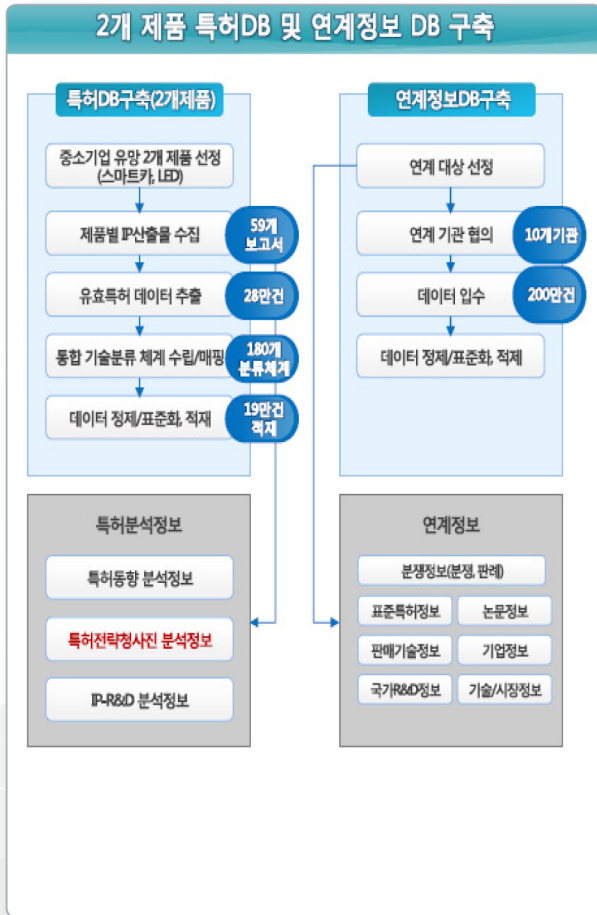 2개 제품 특허DB 및 연계정보 DB 구축
특허DB구축(2개제품)
중소기업 유망 2개 제품 선정
(스마트카, LED)
제품별 IP산출물 수집
59개
보고서
유효특허 데이터 추출
28만건
통합 기술분류 체계 수립/매핑
180개
분류체계
데이터 정제/표준화, 적재
19만건
적재
연계정보DB구축
연계 대상 선정
연계 기관 협의
10개기관
데이터 입수
200만건
데이터 정제/표준화, 적제
특허분석정보
특허동향 분석정보
특허전략청사진 분석정보
IP-R&D 분석정보
연계정보
분쟁정보(분쟁, 판례)
표준특허정보
논문정보
판매기술정보
기업정보
국가R&D정보
기술/시장정보